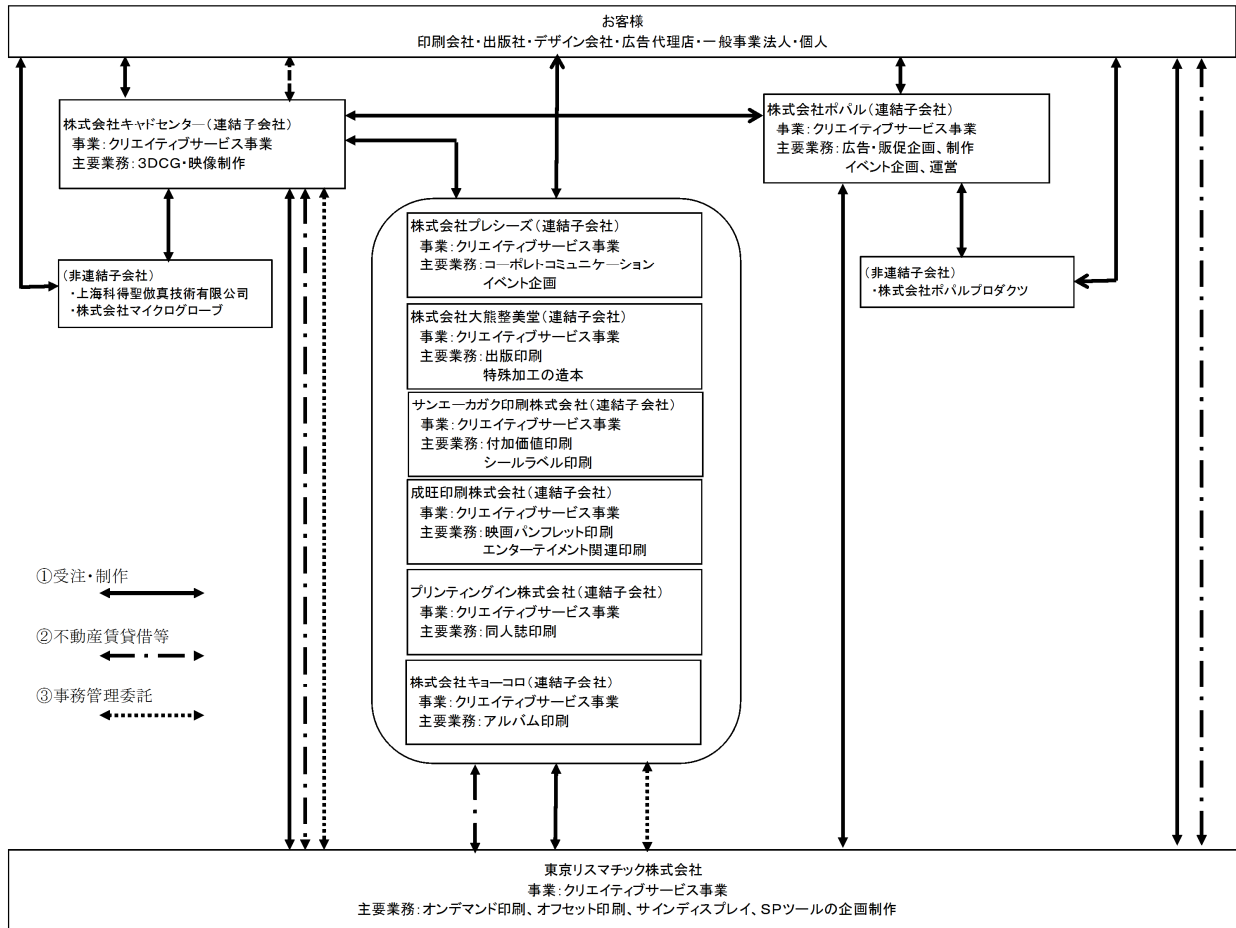 お客様
印刷会社・出版社・デザイン会社・広告代理店・一般事業法人・個人
株式会社キャドセンター(連結子会社)
事業:クリエイティブサービス事業
主要業務:3DCG・映像制作
株式会社ポパル(連結子会社)
事業:クリエイティブサービス事業
主要業務:広告・販促企画、制作
イベント企画、運営
(非連結子会社)
・上海科得聖倣真技術有限公司
・株式会社マイクログローブ
(非連結子会社)
・株式会社ポパルプロダクツ
株式会社プレシーズ(連結子会社)
事業:クリエイティブサービス事業
主要業務:コーポレトコミュニケーション
イベント企画
株式会社大熊整美堂(連結子会社)
事業:クリエイティブサービス事業
主要業務:出版印刷
特殊加工の造本
サンエーカガク印刷株式会社(連結子会社)
事業:クリエイティブサービス事業
主要業務:付加価値印刷
シールラベル印刷
成旺印刷株式会社(連結子会社)
事業:クリエイティブサービス事業
主要業務:映画パンフレット印刷
エンターテイメント関連印刷
プリンティングイン株式会社(連結子会社)
事業:クリエイティブサービス事業
主要業務:同人誌印刷
株式会社キョーコロ(連結子会社)
事業:クリエイティブサービス事業
主要業務:アルバム印刷
①受注・制作
②不動産賃貸借等
③事務管理委託
東京リスマチック株式会社
事業:クリエイティブサービス事業
主要業務:オンデマンド印刷、オフセット印刷、サインディスプレイ、SPツールの企画制作